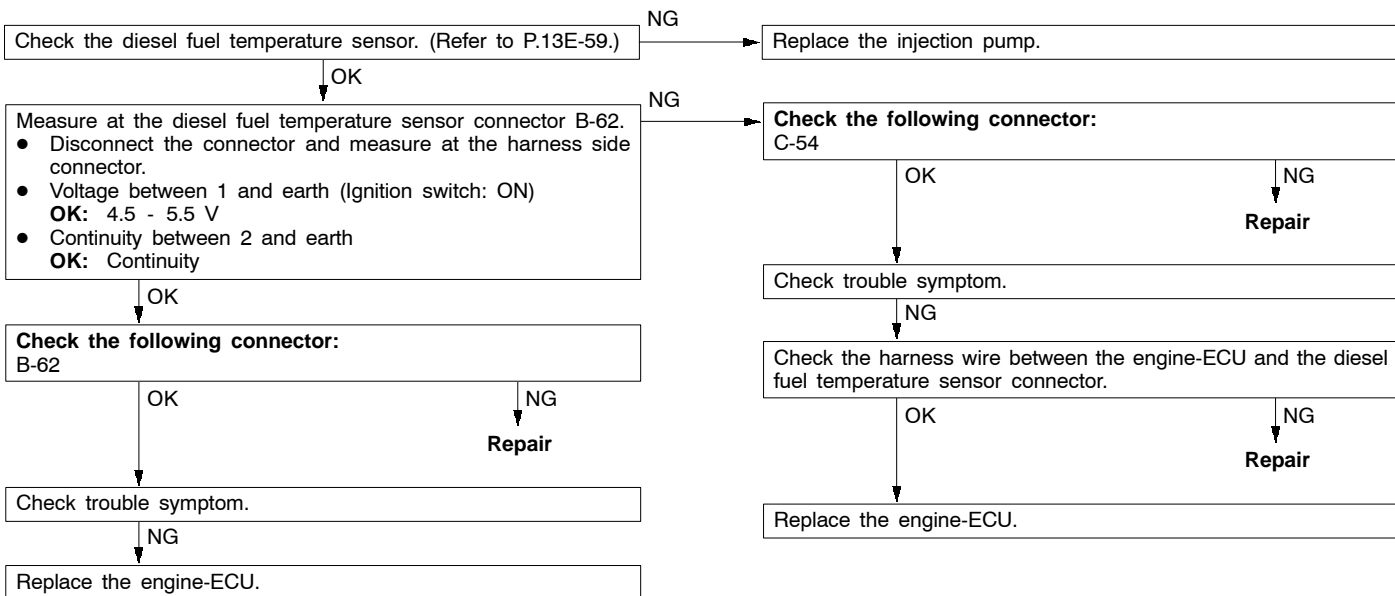 NG
Check the diesel fuel temperature sensor. (Refer to P.13E-59.)
Replace the injection pump.
OK
NG
Measure at the diesel fuel temperature sensor connector B-62.
● Disconnect the connector and measure at the harness side
connector.
● Voltage between 1 and earth (Ignition switch: ON)
OK: 4.5 - 5.5 V
● Continuity between 2 and earth
OK: Continuity
Check the following connector:
C-54
OK
NG
Repair
Check trouble symptom.
OK
NG
Check the following connector:
B-62
Check the harness wire between the engine-ECU and the diesel
fuel temperature sensor connector.
OK
NG
Repair
OK
NG
Repair
Check trouble symptom.
Replace the engine-ECU.
NG
Replace the engine-ECU.